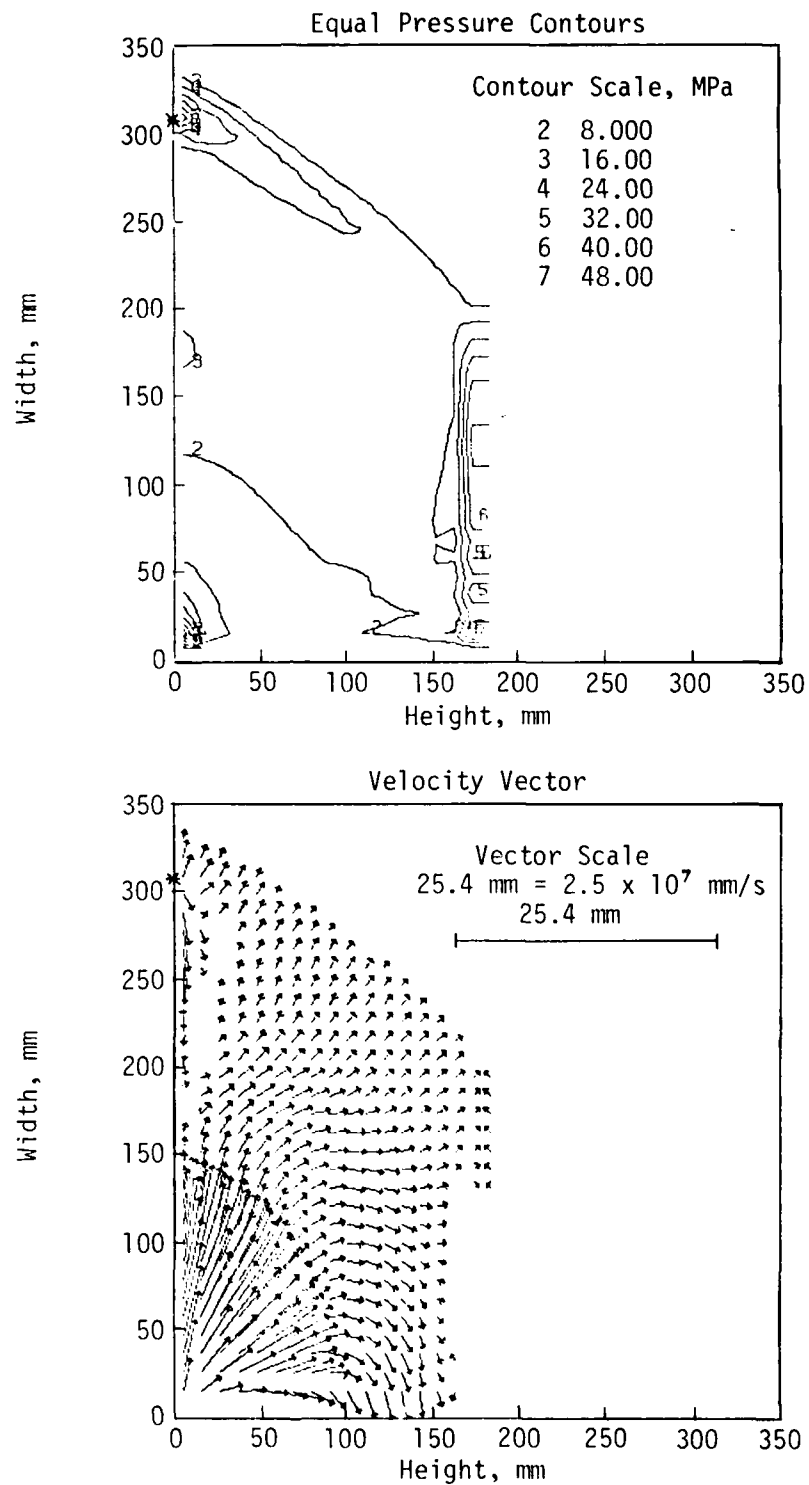 Equal Pressure Contours
350
300
250
200
150
100
50
0
Width, mm
Contour Scale, MPa
2 8.000
3 16.00
4 24.00
5 32.00
6 40.00
7 48.00
3
2
6
5
2
0 50 100 150 200 250 300 350
Height, mm
Velocity Vector
350
300
250
200
150
100
50
0
Width, mm
Vector Scale
25.4 mm = 2.5 x 10⁷ mm/s
25.4 mm
0 50 100 150 200 250 300 350
Height, mm